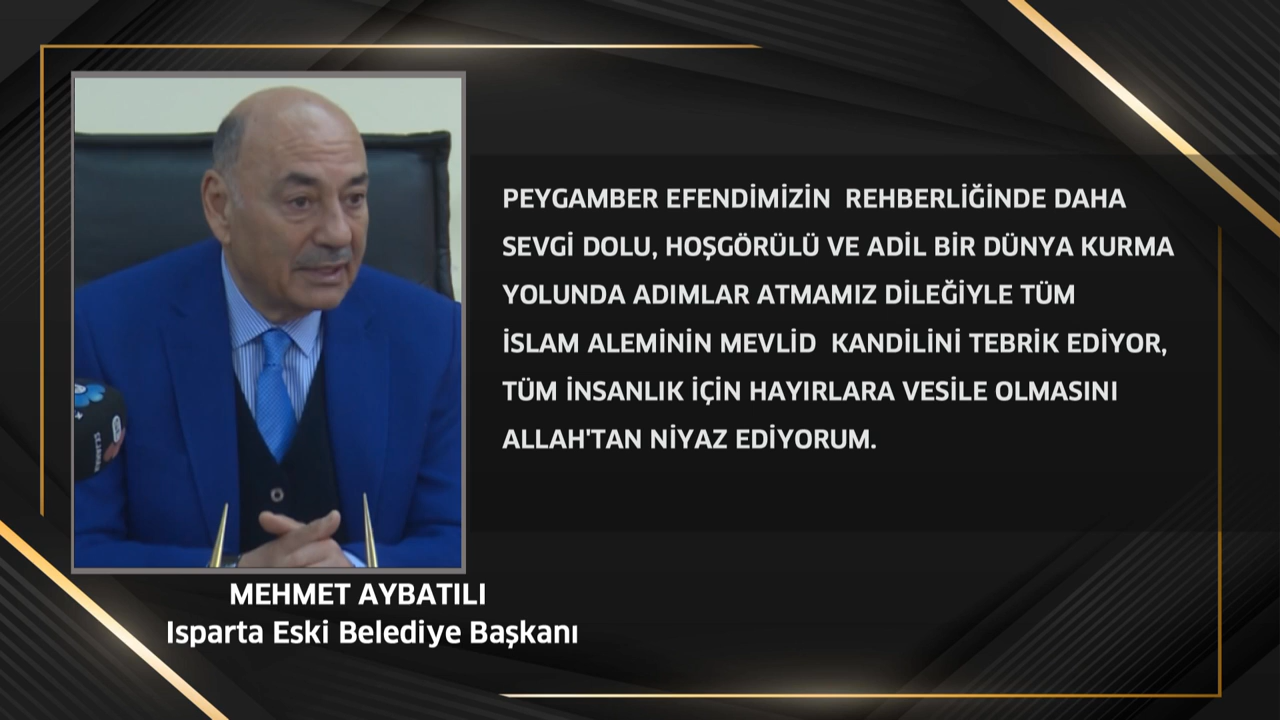 PEYGAMBER EFENDİMİZİN REHBERLİĞİNDE DAHA
SEVGİ DOLU, HOŞGÖRÜLÜ VE ADİL BİR DÜNYA KURMA
YOLUNDA ADIMLAR ATMAMIZ DİLEĞİYLE TÜM
İSLAM ALEMİNİN MEVLİD KANDİLİNİ TEBRİK EDİYOR,
TÜM İNSANLIK İÇİN HAYIRLARA VESİLE OLMASINI
ALLAH'TAN NİYAZ EDİYORUM.
MEHMET AYBATILI
Isparta Eski Belediye Başkanı